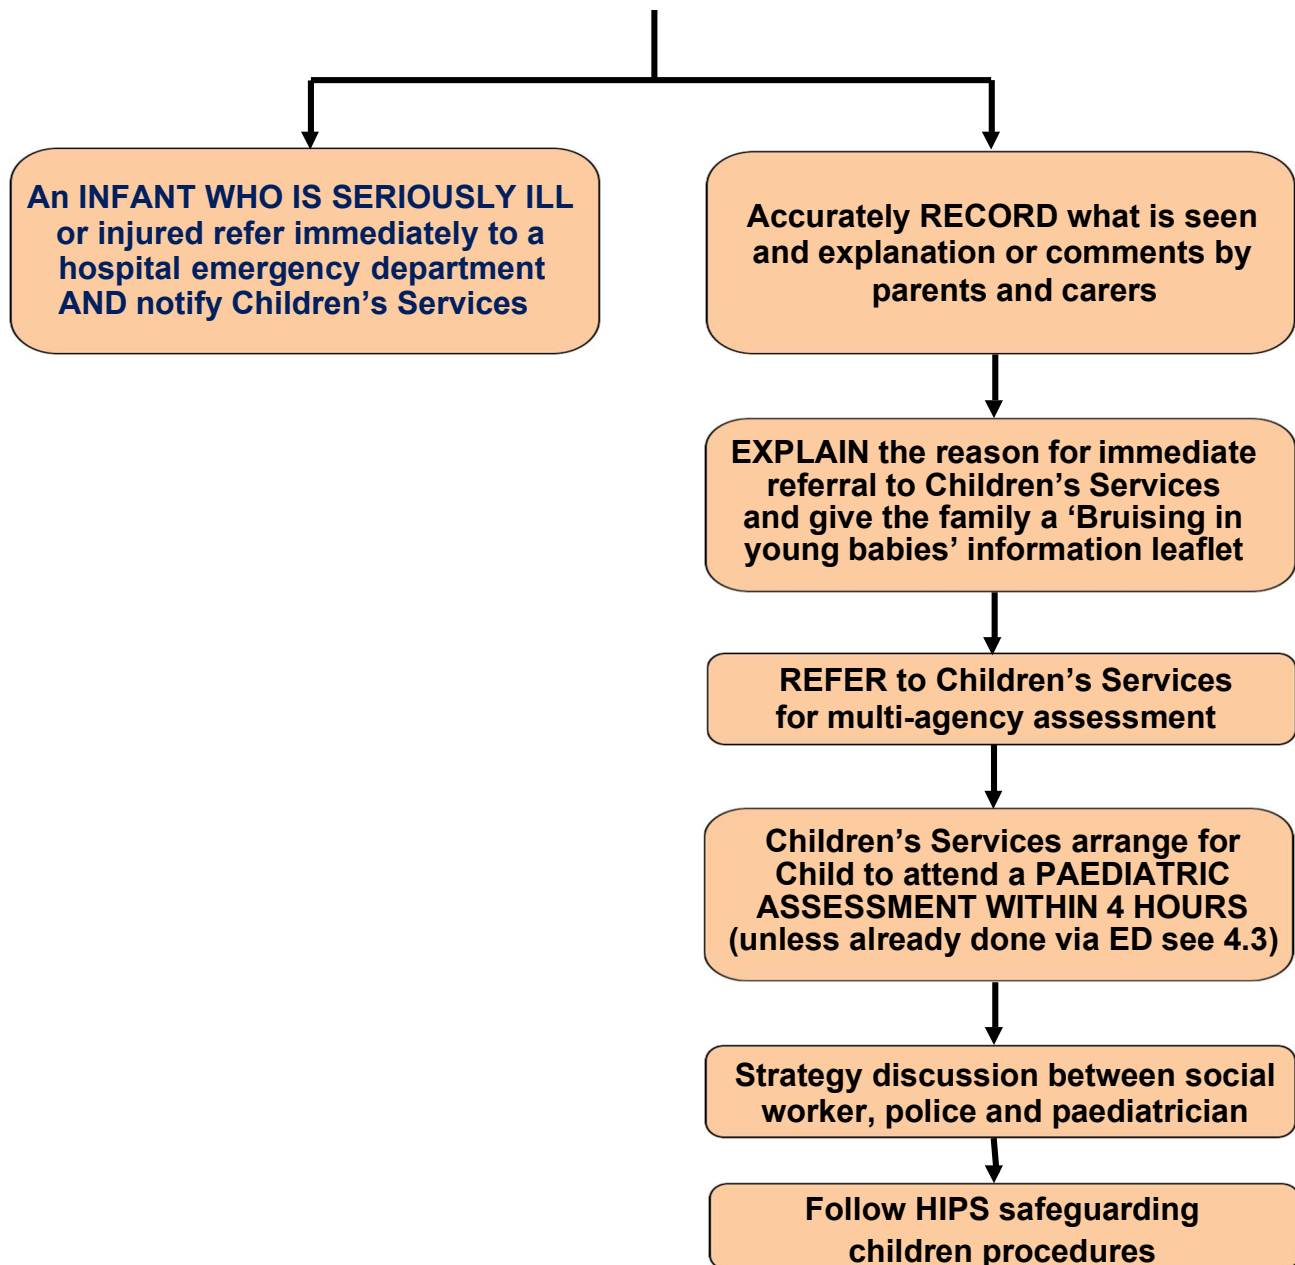 An INFANT WHO IS SERIOUSLY ILL
or injured refer immediately to a
hospital emergency department
AND notify Children’s Services
Accurately RECORD what is seen
and explanation or comments by
parents and carers
EXPLAIN the reason for immediate
referral to Children’s Services
and give the family a ‘Bruising in
young babies’ information leaflet
REFER to Children’s Services
for multi-agency assessment
Children’s Services arrange for
Child to attend a PAEDIATRIC
ASSESSMENT WITHIN 4 HOURS
(unless already done via ED see 4.3)
Strategy discussion between social
worker, police and paediatrician
Follow HIPS safeguarding
children procedures